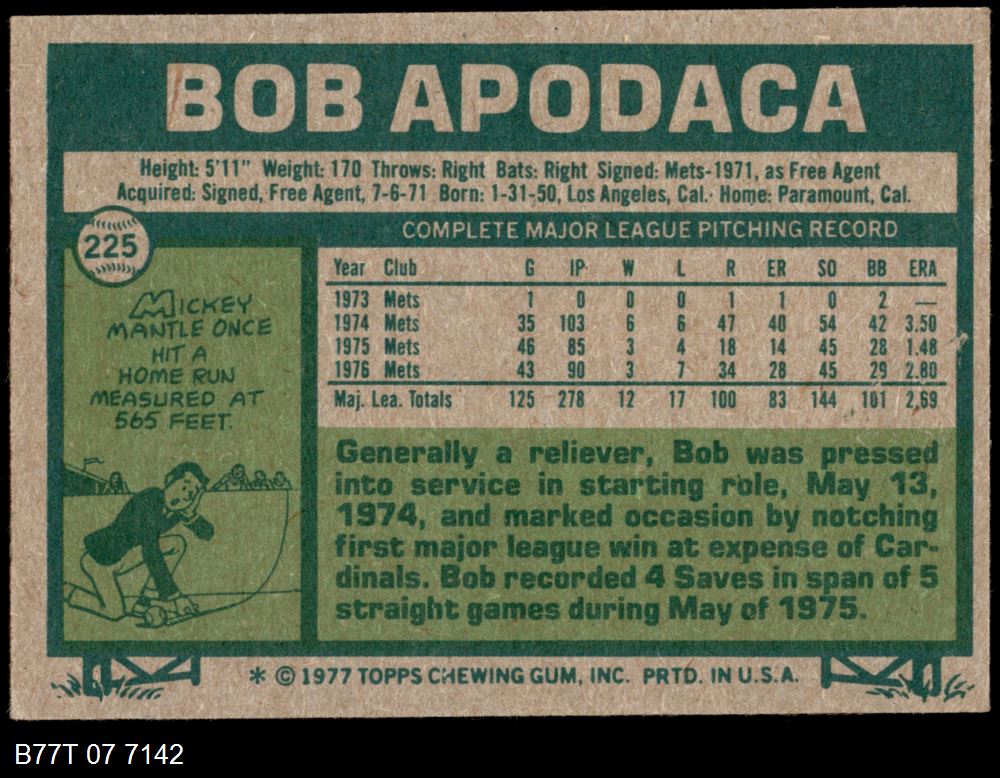 BOB APODACA
Height: 5'11" Weight: 170 Throws: Right Bats: Right Signed: Mets-1971, as Free Agent
Acquired: Signed, Free Agent, 7-6-71 Born: 1-31-50, Los Angeles, Cal. Home: Paramount, Cal.
225
COMPLETE MAJOR LEAGUE PITCHING RECORD
Year Club G IP W L R ER SO BB ERA
1973 Mets 1 0 0 0 1 1 0 2 —
1974 Mets 35 103 6 6 47 40 54 42 3.50
1975 Mets 46 85 3 4 18 14 45 28 1.48
1976 Mets 43 90 3 7 34 28 45 29 2.80
Maj. Lea. Totals 125 278 12 17 100 83 144 101 2.69
MICKEY
MANTLE ONCE
HIT A
HOME RUN
MEASURED AT
565 FEET.
Generally a reliever, Bob was pressed
into service in starting role, May 13,
1974, and marked occasion by notching
first major league win at expense of Car-
dinals. Bob recorded 4 Saves in span of 5
straight games during May of 1975.
* © 1977 TOPPS CHEWING GUM, INC. PRTD. IN U.S.A.
B77T 07 7142